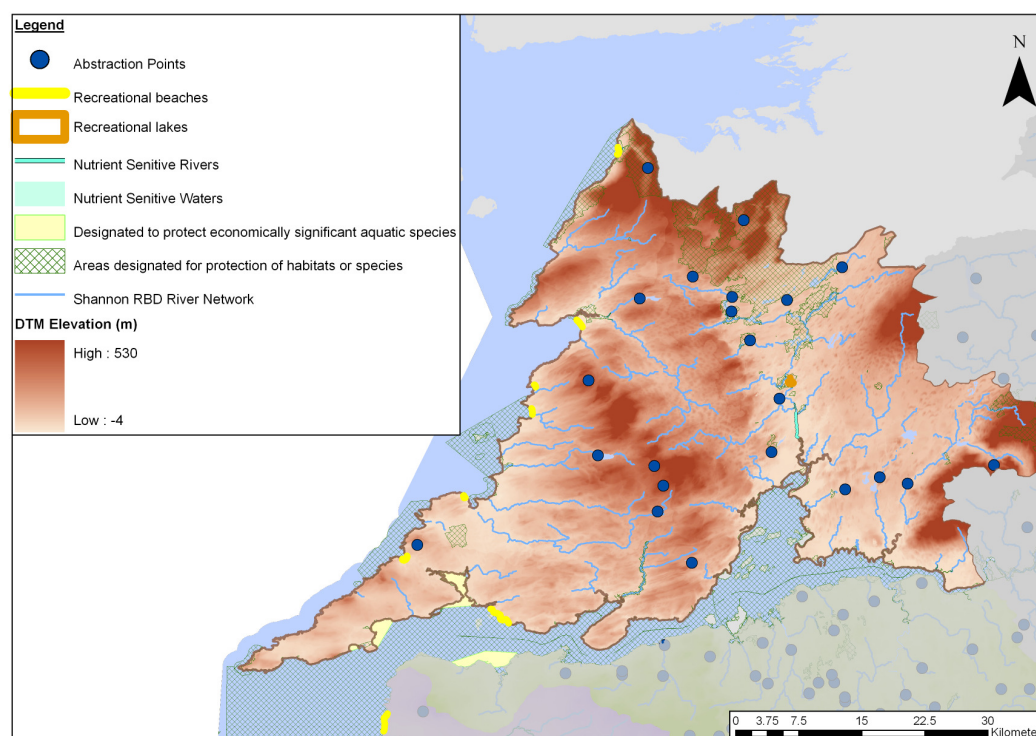 Legend
Abstraction Points
Recreational beaches
Recreational lakes
Nutrient Senitive Rivers
Nutrient Senitive Waters
Designated to protect economically significant aquatic species
Areas designated for protection of habitats or species
Shannon RBD River Network
DTM Elevation (m)
High : 530
Low : -4
N
0 3.75 7.5 15 22.5 30
Kilomete